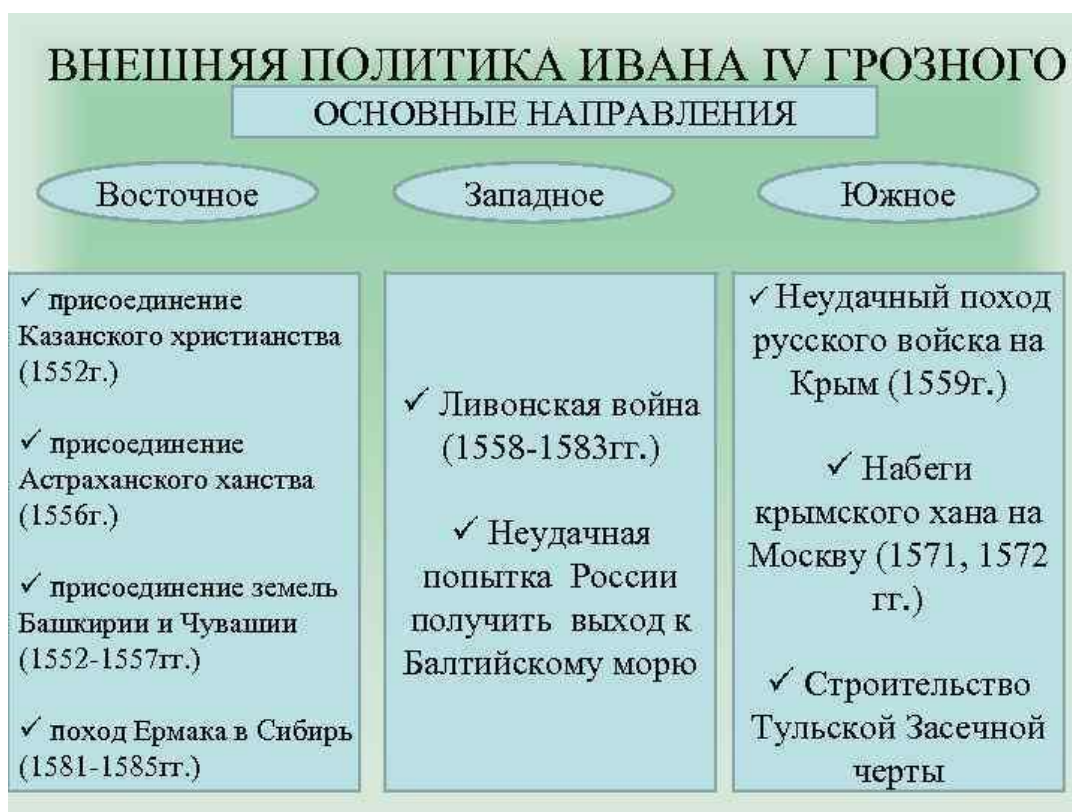 ВНЕШНЯЯ ПОЛИТИКА ИВАНА IV ГРОЗНОГО
ОСНОВНЫЕ НАПРАВЛЕНИЯ
Восточное
Западное
Южное
✓ присоединение
Казанского христианства
(1552г.)
✓ присоединение
Астраханского ханства
(1556г.)
✓ присоединение земель
Башкирии и Чувашии
(1552-1557гг.)
✓ поход Ермака в Сибирь
(1581-1585гг.)
✓ Ливонская война
(1558-1583гг.)
✓ Неудачная
попытка России
получить выход к
Балтийскому морю
✓ Неудачный поход
русского войска на
Крым (1559г.)
✓ Набеги
крымского хана на
Москву (1571, 1572
гг.)
✓ Строительство
Тульской Засечной
черты